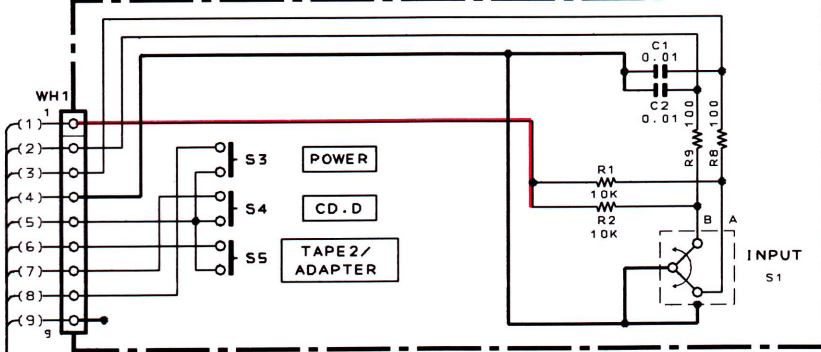 C1
0.01
C2
0.01
WH1
1
(1)
(2)
(3)
(4)
(5)
(6)
(7)
(8)
(9)
9
S3 POWER
S4 CD.D
S5 TAPE2/
ADAPTER
100
100
R9
R8
R1
10K
R2
10K
B A
INPUT
S1